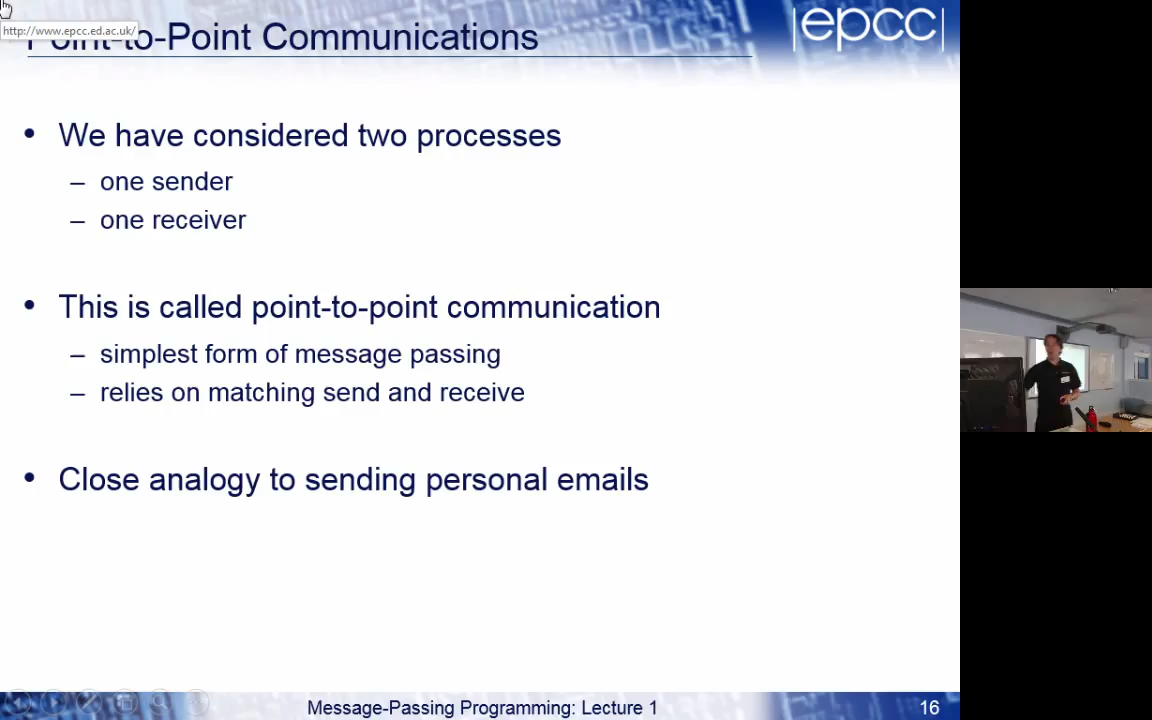 http://www.epcc.ed.ac.uk/
Point-to-Point Communications
|epcc|
• We have considered two processes
– one sender
– one receiver
• This is called point-to-point communication
– simplest form of message passing
– relies on matching send and receive
• Close analogy to sending personal emails
Message-Passing Programming: Lecture 1
16